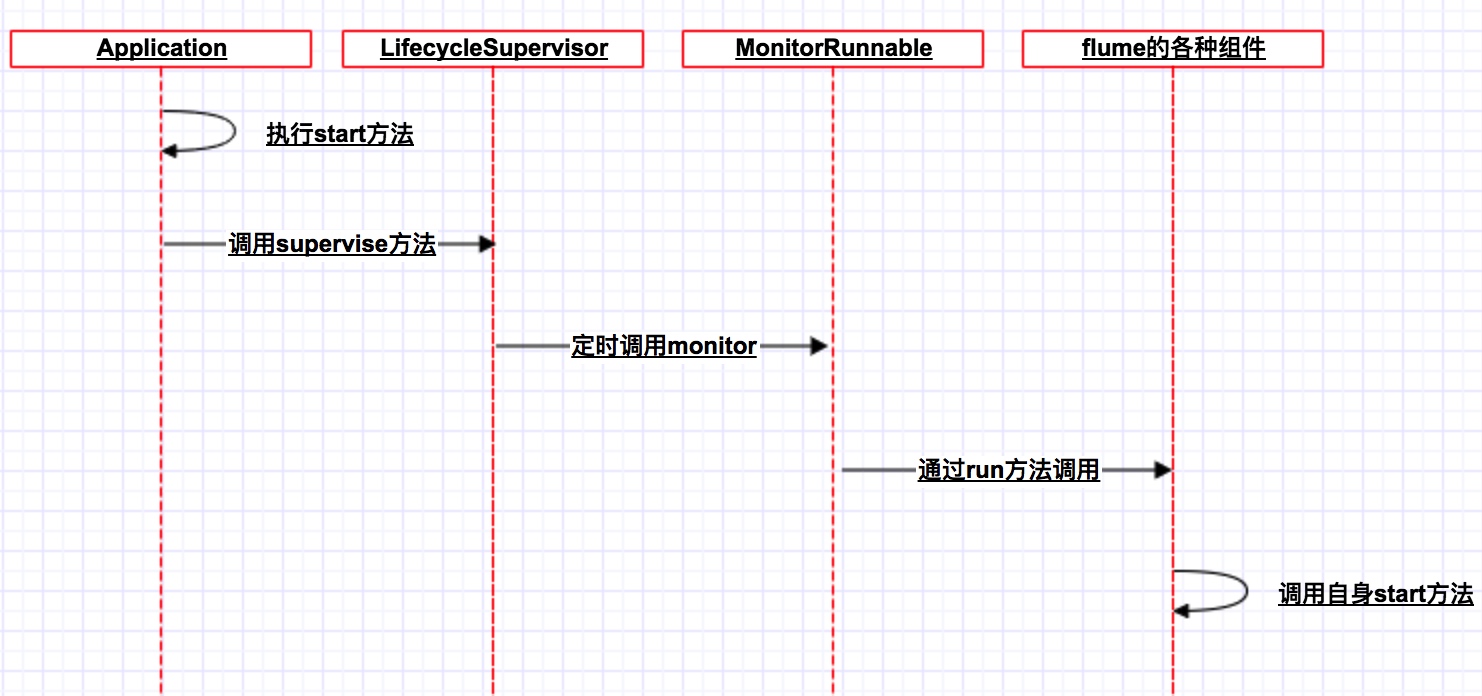 Application
LifecycleSupervisor
MonitorRunnable
flume的各种组件
执行start方法
调用supervise方法
定时调用monitor
通过run方法调用
调用自身start方法